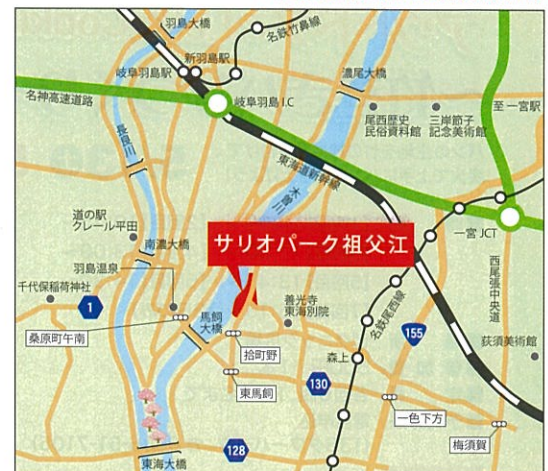 羽島大橋
名鉄竹鼻線
新羽島駅
岐阜羽島駅
濃尾大橋
名神高速道路
岐阜羽島I.C
尾西歴史
民俗資料館
三岸節子
記念美術館
至 一宮駅
長良川
東海道新幹線
木曽川
道の駅
クレール平田
南濃大橋
サリオパーク祖父江
一宮JCT
羽島温泉
千代保稲荷神社
1
馬飼
大橋
善光寺
東海別院
名鉄尾西線
西尾張中央道
155
桑原町午南
拾町野
森上
荻須美術館
東馬飼
130
一色下方
梅須賀
128
東海大橋